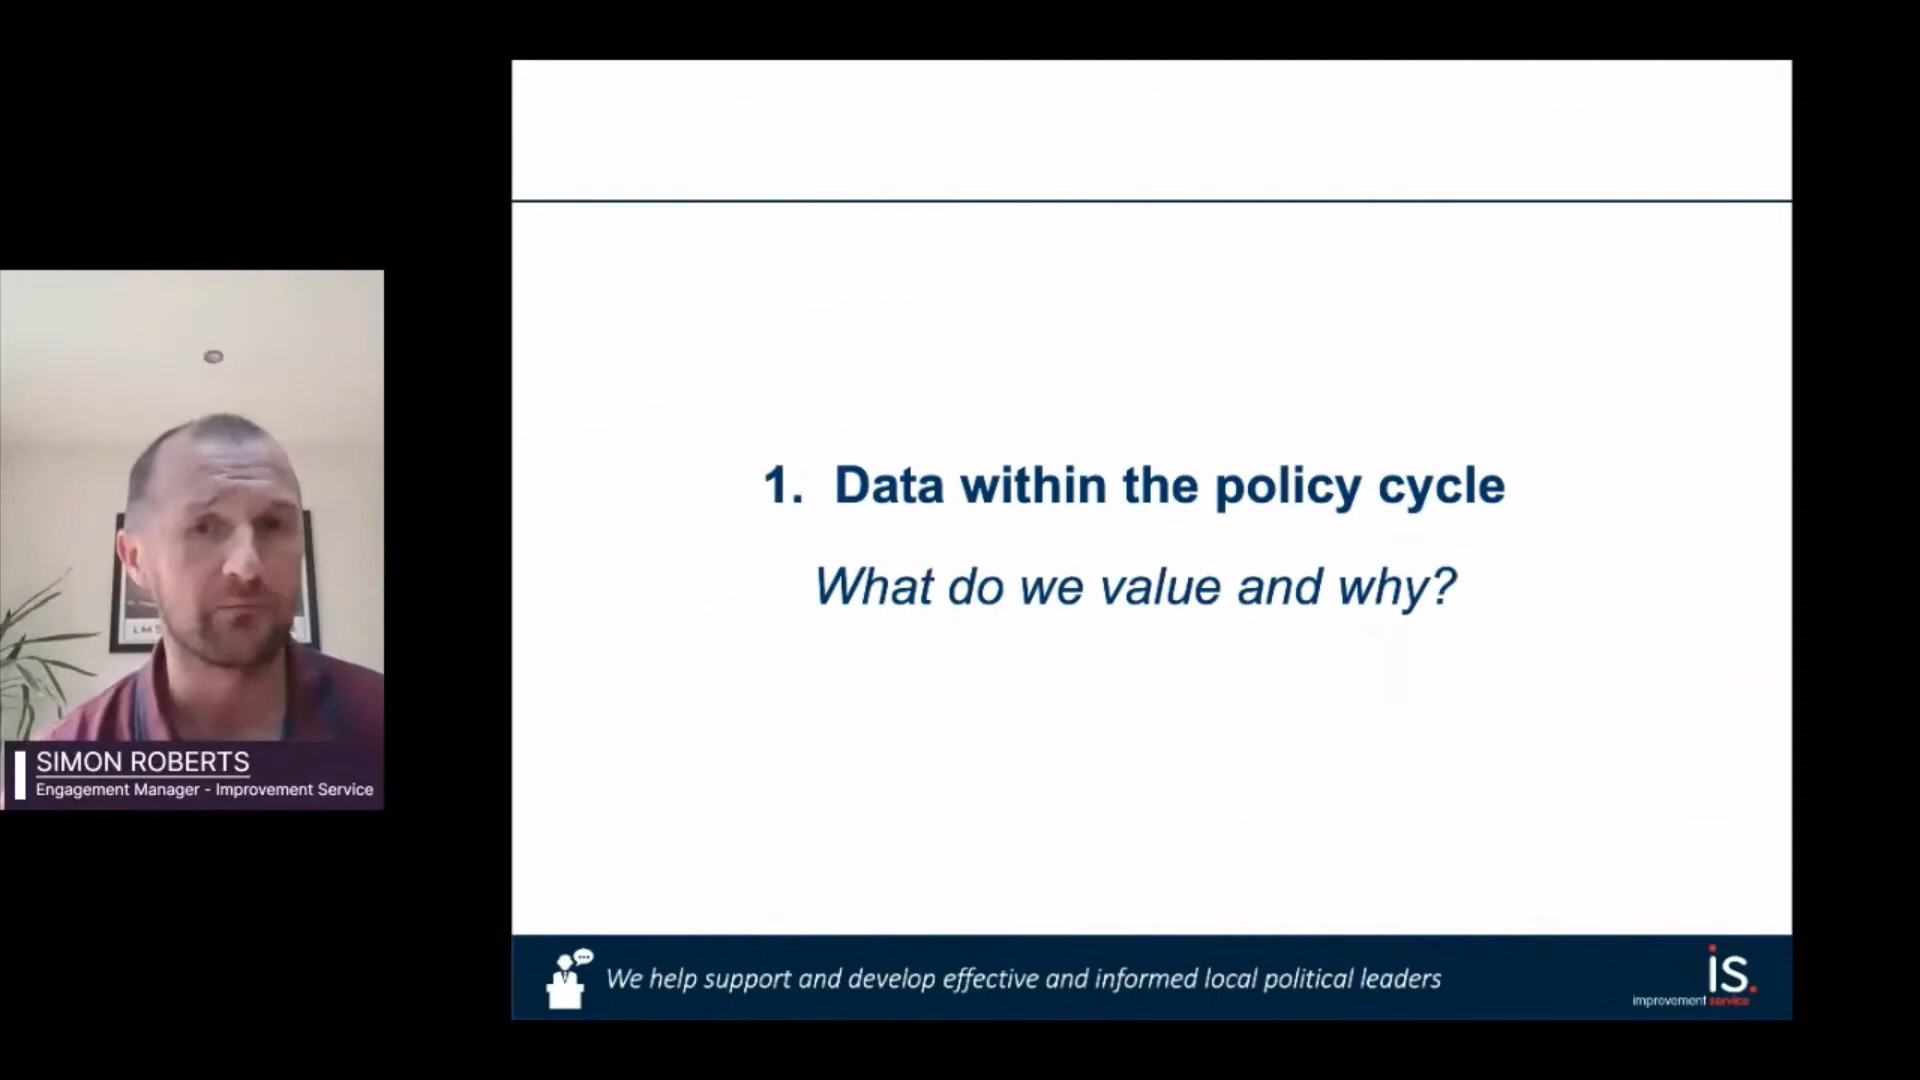 1. Data within the policy cycle
What do we value and why?
LMS
SIMON ROBERTS
Engagement Manager - Improvement Service
We help support and develop effective and informed local political leaders
is.
improvement service